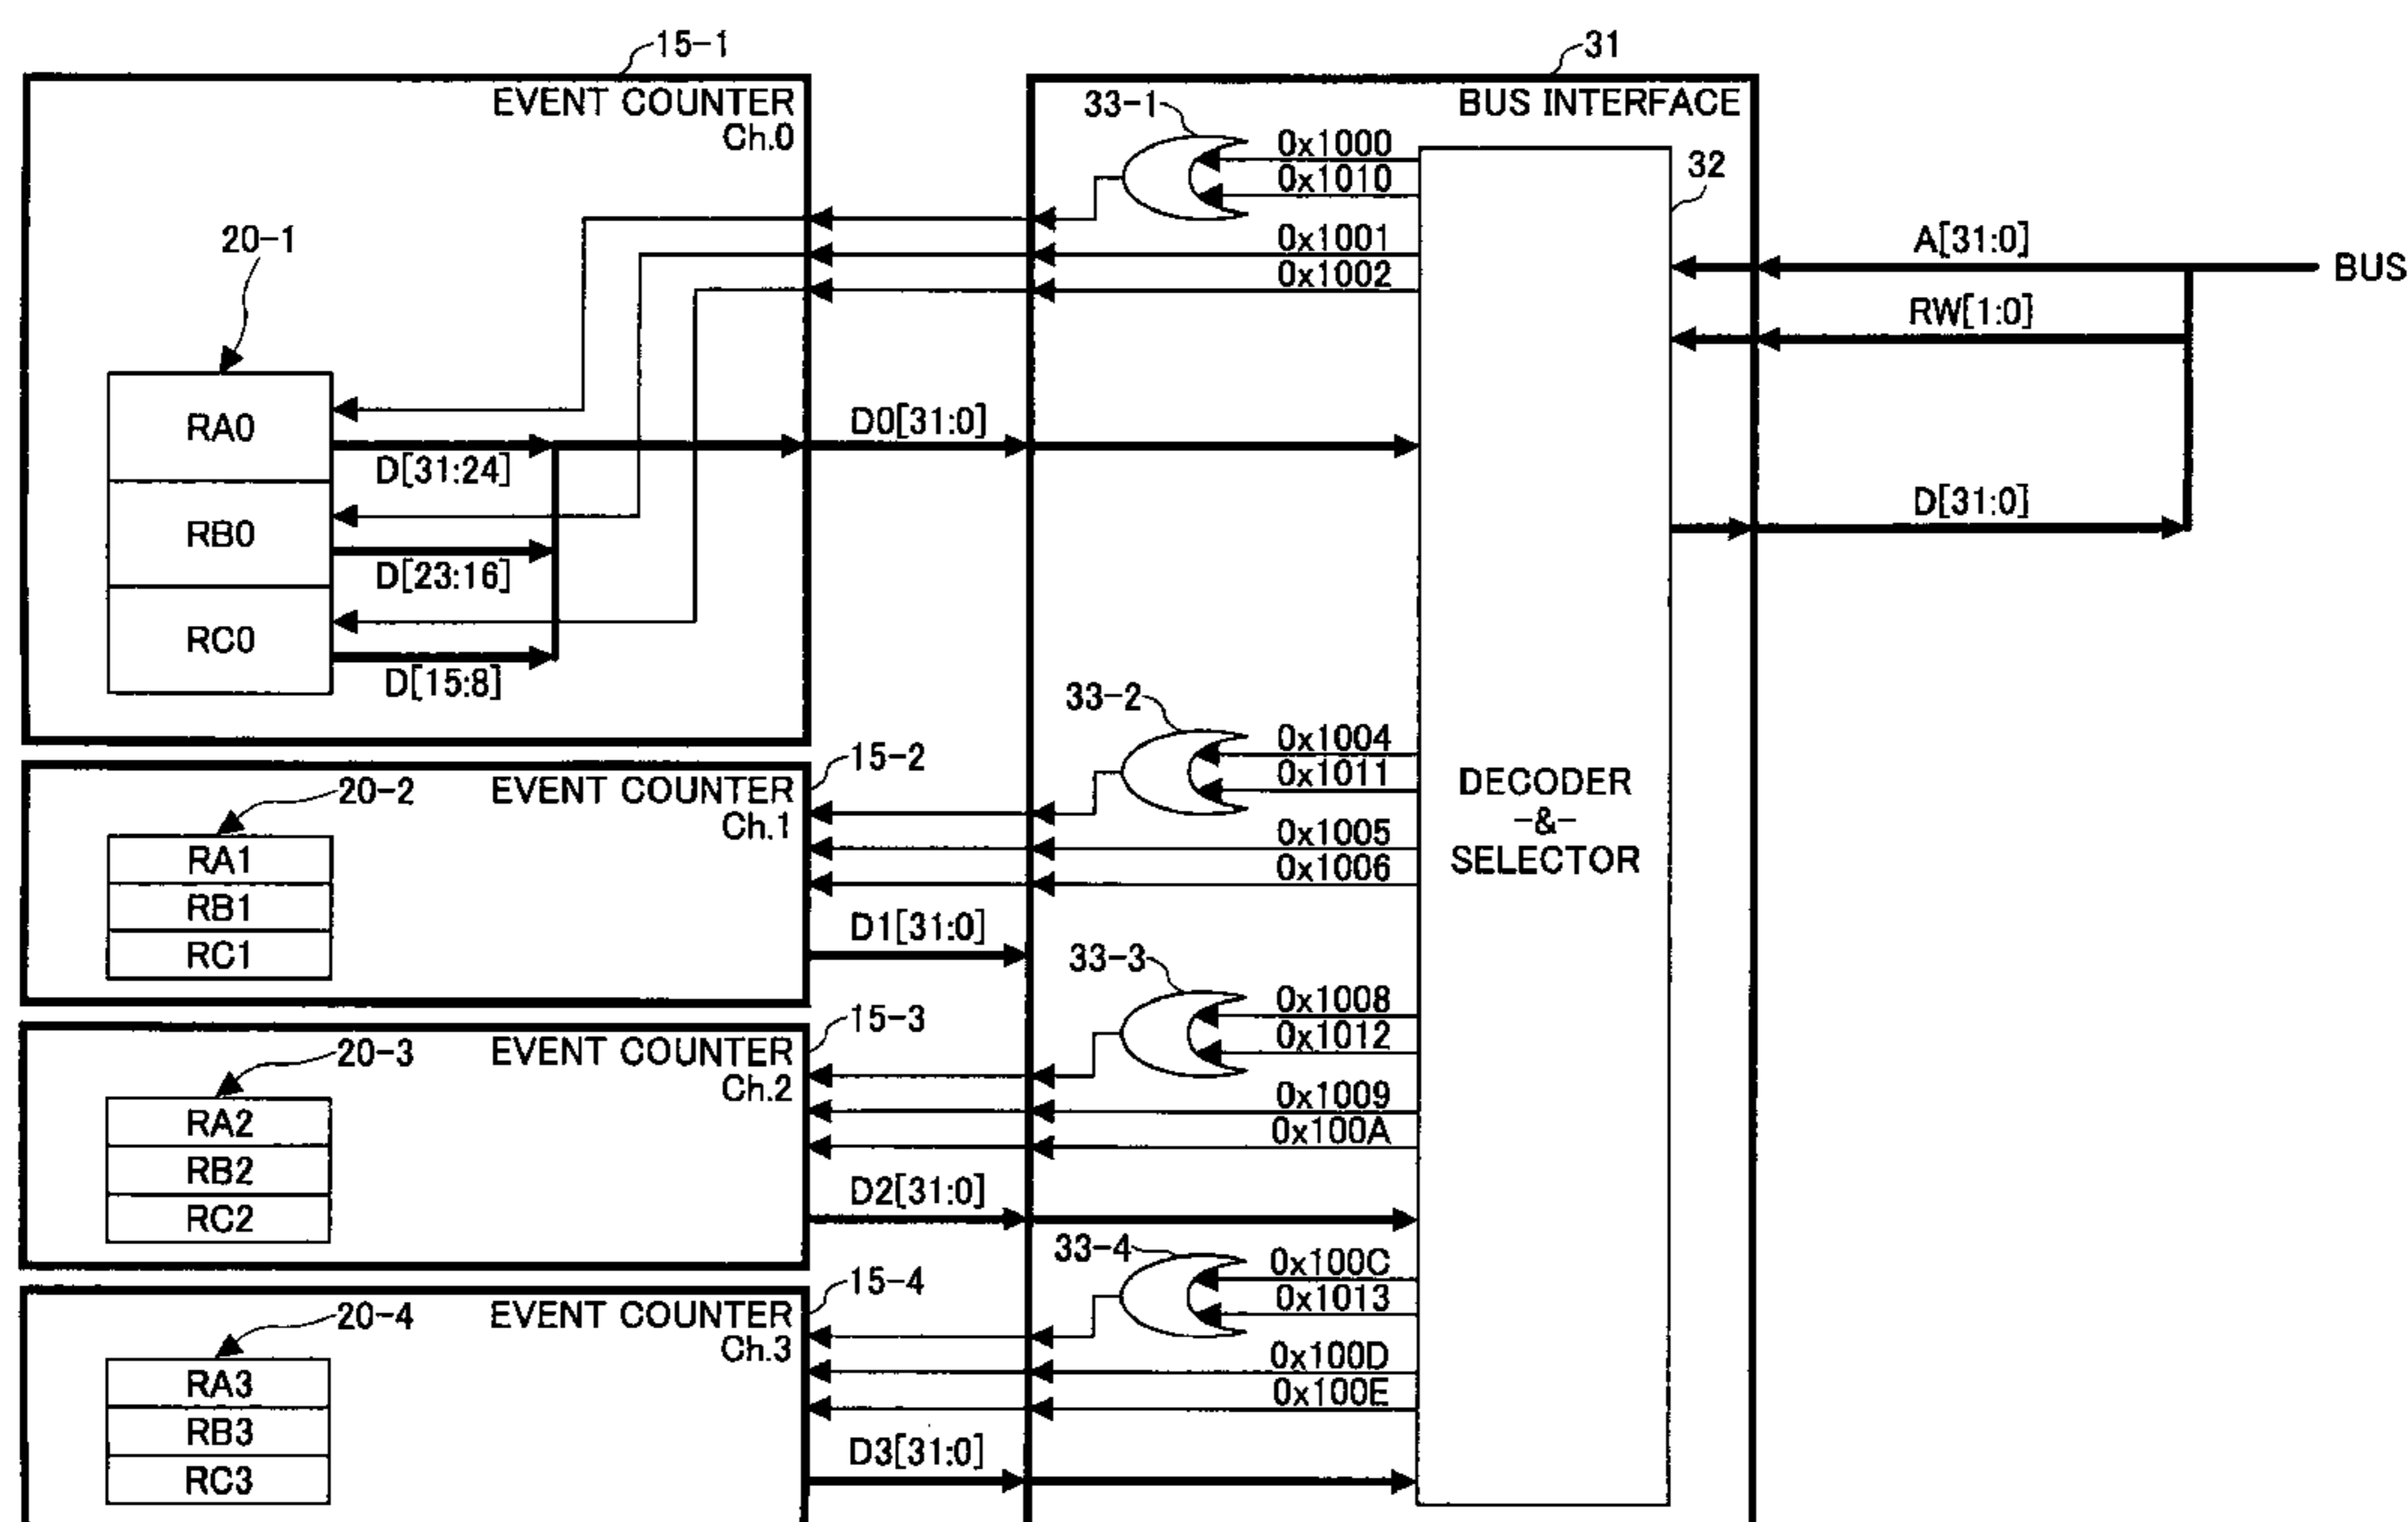 15-1
EVENT COUNTER
Ch.0
20-1
RA0
D[31:24]
RB0
D[23:16]
RC0
D[15:8]
D0[31:0]
15-2
EVENT COUNTER
Ch.1
20-2
RA1
RB1
RC1
D1[31:0]
15-3
EVENT COUNTER
Ch.2
20-3
RA2
RB2
RC2
D2[31:0]
15-4
EVENT COUNTER
Ch.3
20-4
RA3
RB3
RC3
D3[31:0]
31
BUS INTERFACE
33-1
0x1000
0x1010
0x1001
0x1002
33-2
0x1004
0x1011
0x1005
0x1006
33-3
0x1008
0x1012
0x1009
0x100A
33-4
0x100C
0x1013
0x100D
0x100E
32
DECODER
-&-
SELECTOR
A[31:0]
BUS
RW[1:0]
D[31:0]